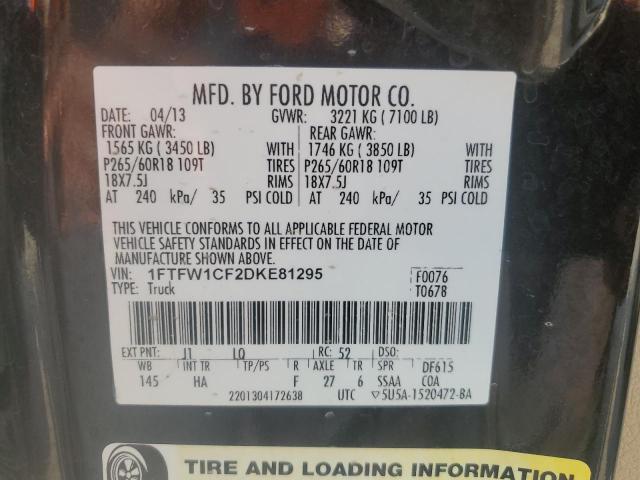 MFD. BY FORD MOTOR CO.
DATE: 04/13 GVWR: 3221 KG ( 7100 LB)
FRONT GAWR: REAR GAWR:
1565 KG ( 3450 LB) WITH 1746 KG ( 3850 LB) WITH
P265/60R18 109T TIRES P265/60R18 109T TIRES
18X7.5J RIMS 18X7.5J RIMS
AT 240 kPa/ 35 PSI COLD AT 240 kPa/ 35 PSI COLD
THIS VEHICLE CONFORMS TO ALL APPLICABLE FEDERAL MOTOR
VEHICLE SAFETY STANDARDS IN EFFECT ON THE DATE OF
MANUFACTURE SHOWN ABOVE.
VIN: 1FTFW1CF2DKE81295 F0076
TYPE: Truck T0678
EXT PNT: J1 LQ RC: 52 DSO:
WB INT TR TP/PS R AXLE TR SPR DF615
145 HA F 27 6 SSAA COA
2201304172638 UTC ▽5U5A-1520472-BA
TIRE AND LOADING INFORMATION